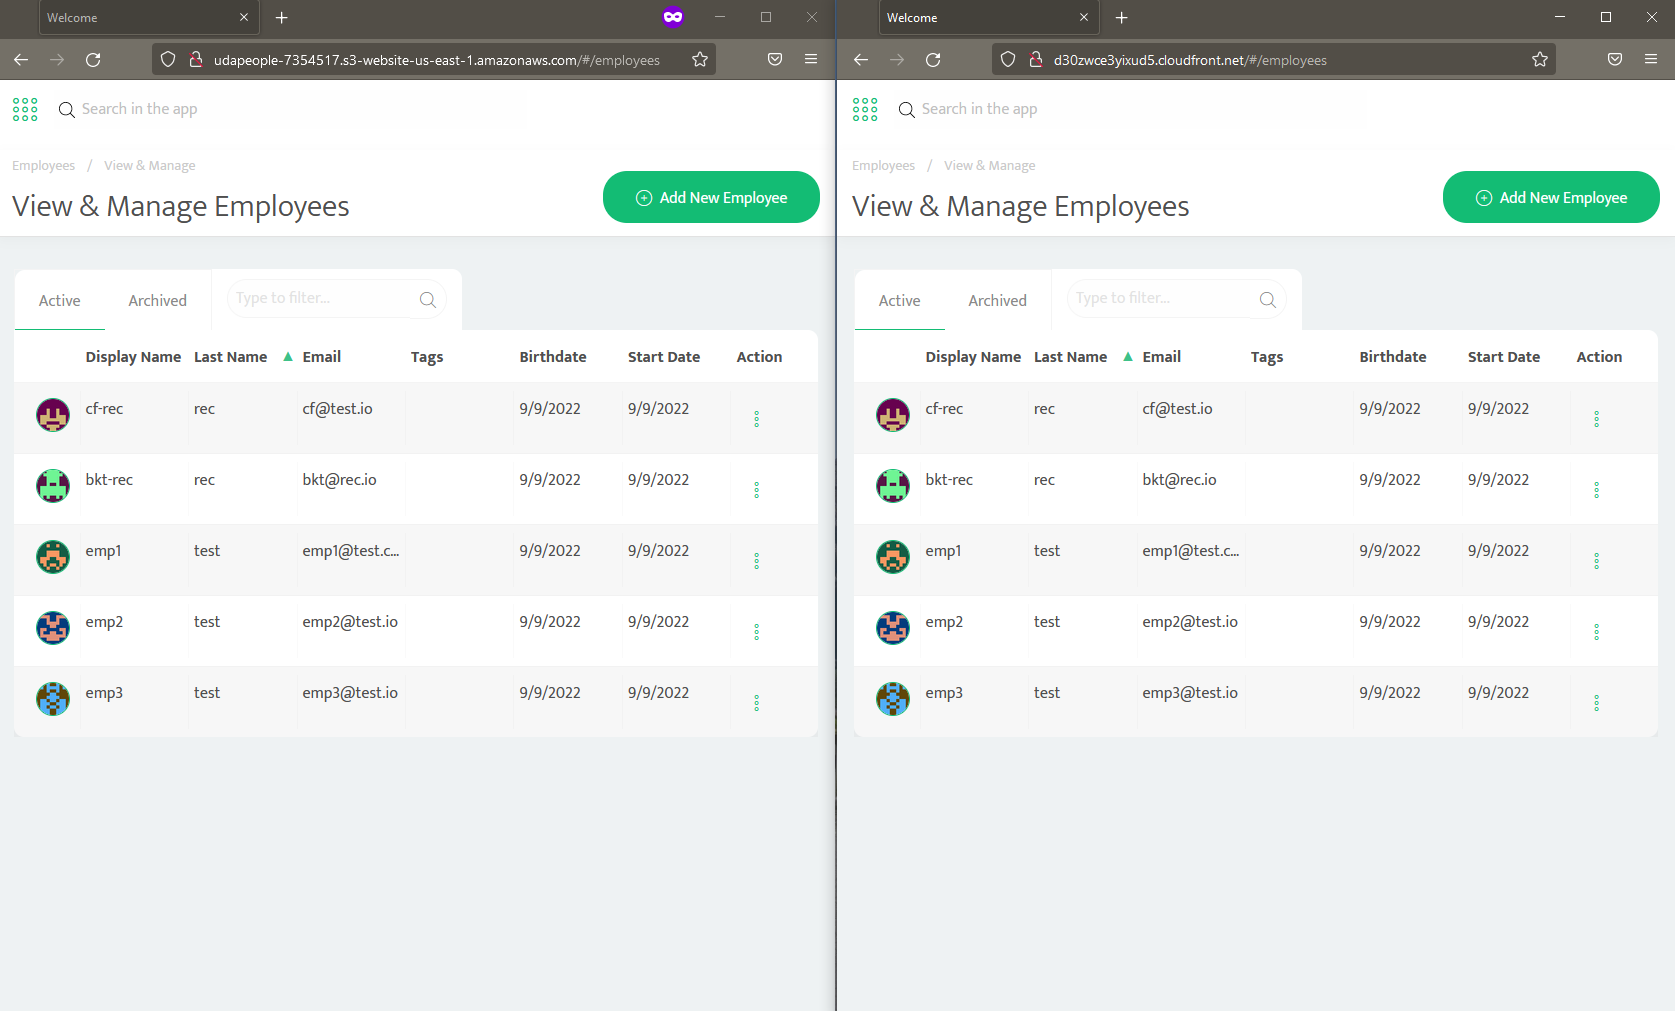 Welcome
udapeople-7354517.s3-website-us-east-1.amazonaws.com/#/employees
Search in the app
Employees / View & Manage
View & Manage Employees
Add New Employee
Active Archived Type to filter...
Display Name Last Name ▲ Email Tags Birthdate Start Date Action
cf-rec rec cf@test.io 9/9/2022 9/9/2022
bkt-rec rec bkt@rec.io 9/9/2022 9/9/2022
emp1 test emp1@test.c... 9/9/2022 9/9/2022
emp2 test emp2@test.io 9/9/2022 9/9/2022
emp3 test emp3@test.io 9/9/2022 9/9/2022
Welcome
d30zwce3yixud5.cloudfront.net/#/employees
Search in the app
Employees / View & Manage
View & Manage Employees
Add New Employee
Active Archived Type to filter...
Display Name Last Name ▲ Email Tags Birthdate Start Date Action
cf-rec rec cf@test.io 9/9/2022 9/9/2022
bkt-rec rec bkt@rec.io 9/9/2022 9/9/2022
emp1 test emp1@test.c... 9/9/2022 9/9/2022
emp2 test emp2@test.io 9/9/2022 9/9/2022
emp3 test emp3@test.io 9/9/2022 9/9/2022